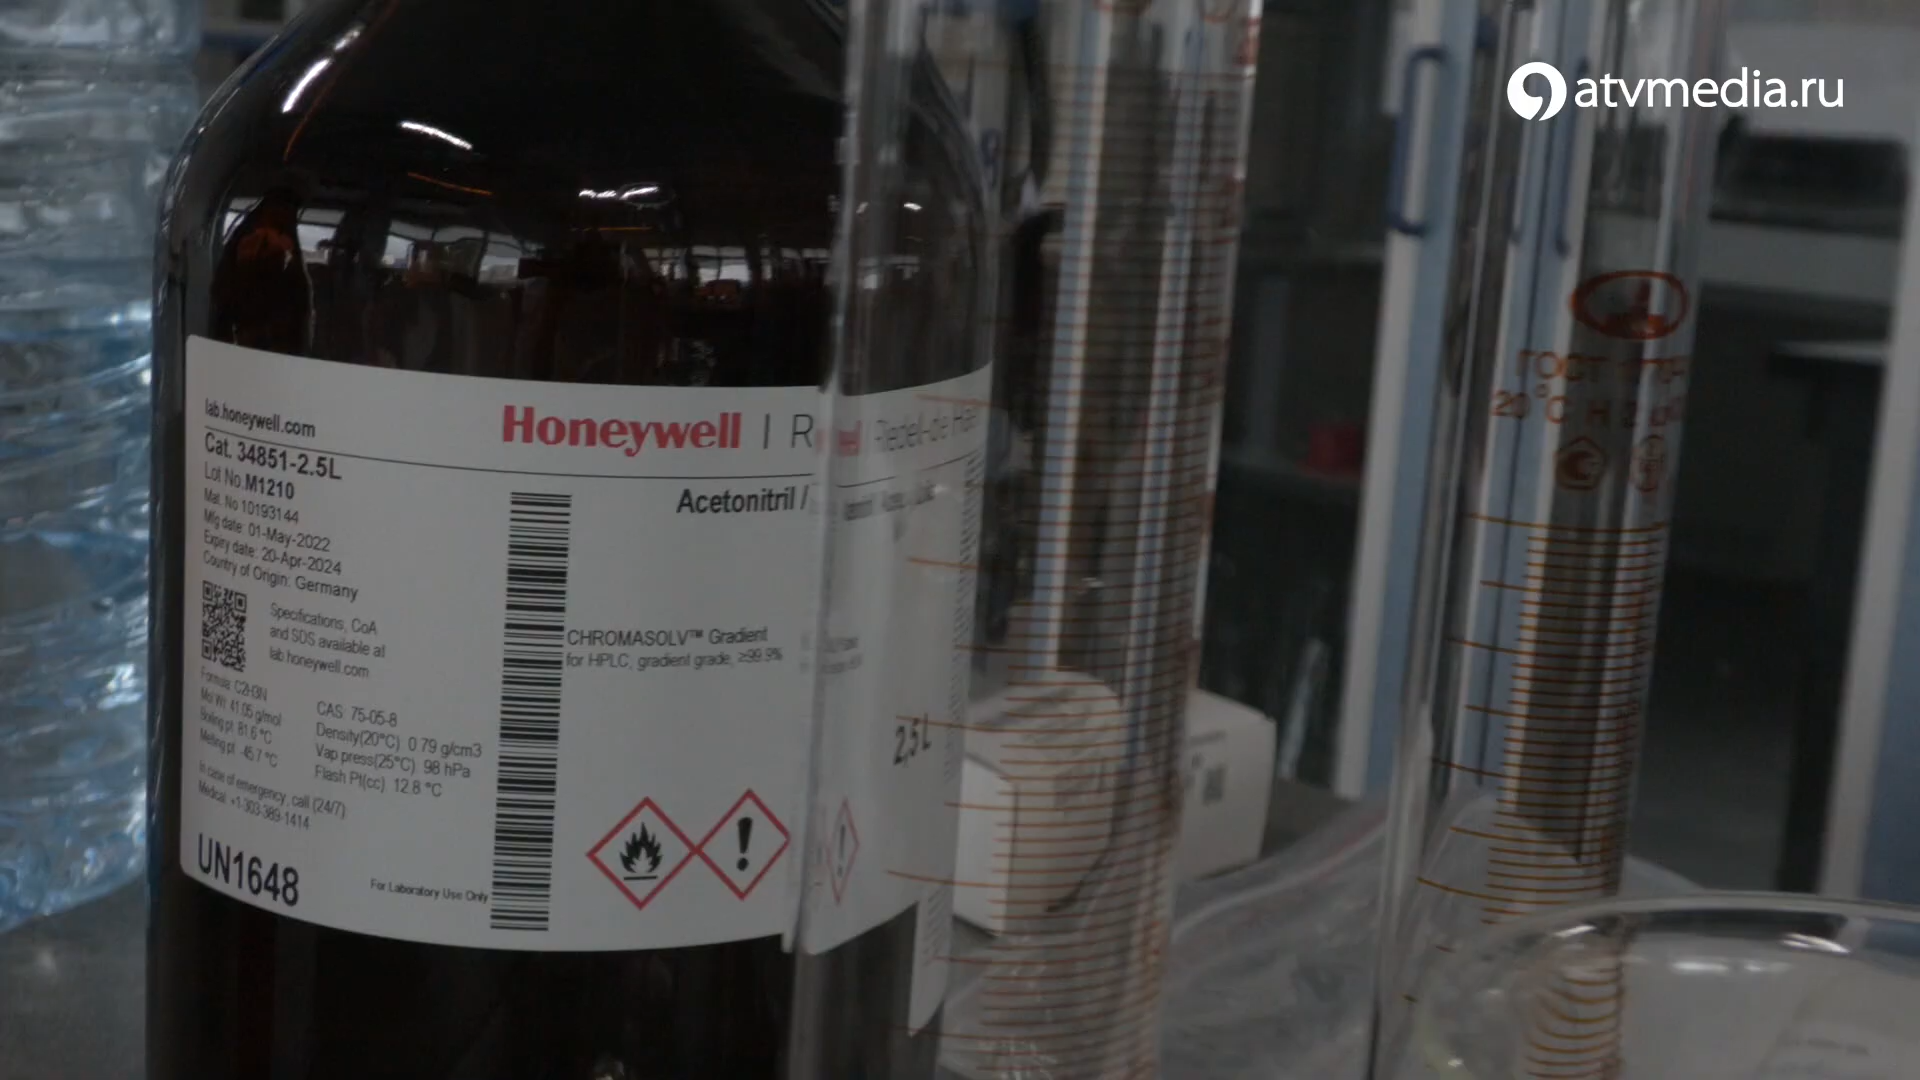 atvmedia.ru
lab.honeywell.com
Honeywell | R
Riedel-de Ha
Cat. 34851-2.5L
Lot No.M1210
Mat. No 10193144
Mfg date: 01-May-2022
Expiry date: 20-Apr-2024
Country of Origin: Germany
Acetonitril /
Specifications, CoA
and SDS available at
lab.honeywell.com
CHROMASOLV™ Gradient
for HPLC, gradient grade, ≥99.9%
Formula: C2H3N
Mol Wt: 41.05 g/mol
Boiling pt. 81.6 °C
Melting pt. -45.7 °C
CAS: 75-05-8
Density(20°C) 0.79 g/cm3
Vap press(25°C) 98 hPa
Flash Pt(cc) 12.8 °C
In case of emergency, call (24/7)
Medical: +1-303-389-1414
UN1648
For Laboratory Use Only
2,5 L
ГОСТ
20°C Н 2